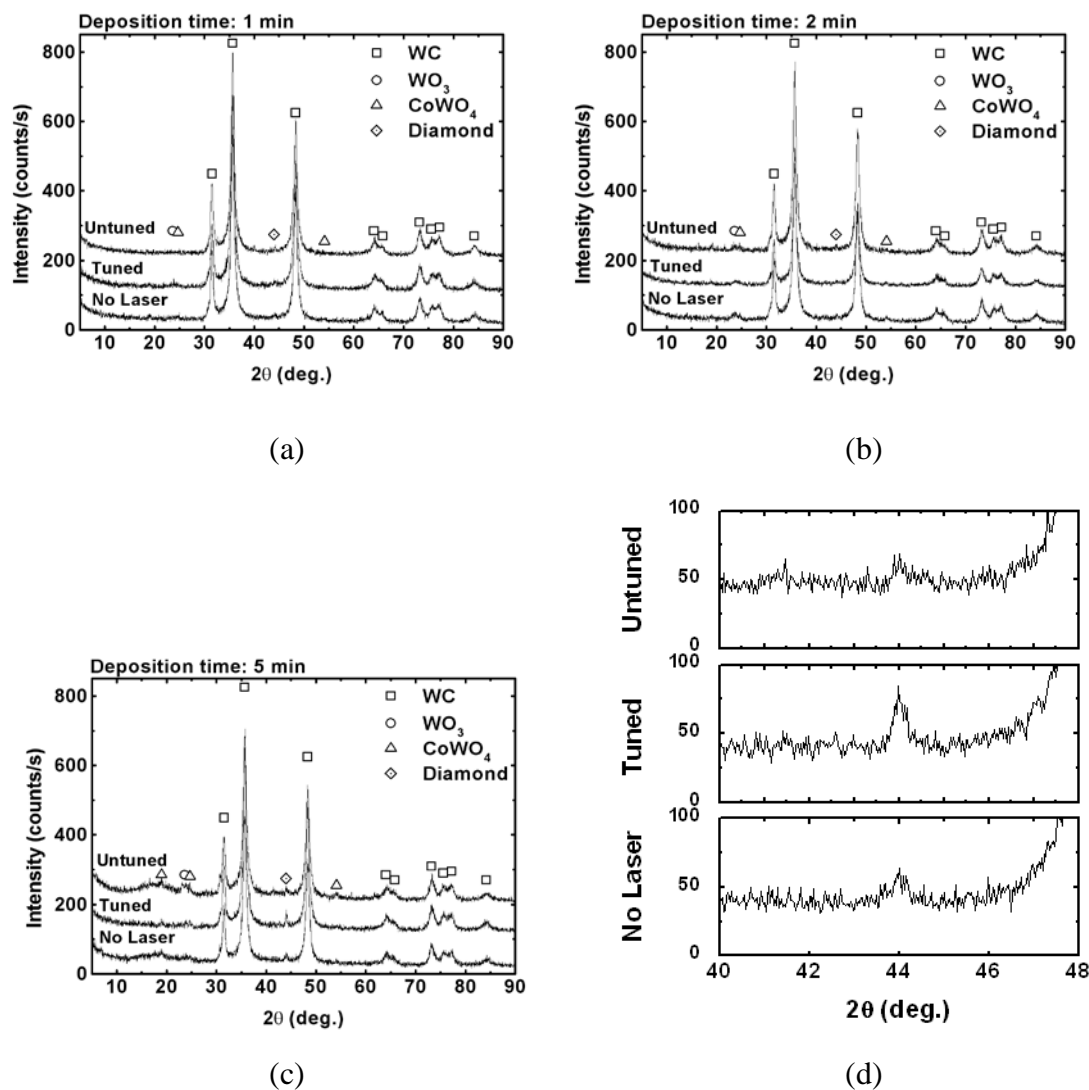 Deposition time: 1 min
800
600
400
200
0
Intensity (counts/s)
WC
WO₃
CoWO₄
Diamond
Untuned
Tuned
No Laser
10 20 30 40 50 60 70 80 90
2θ (deg.)
(a)
Deposition time: 2 min
800
600
400
200
0
Intensity (counts/s)
WC
WO₃
CoWO₄
Diamond
Untuned
Tuned
No Laser
10 20 30 40 50 60 70 80 90
2θ (deg.)
(b)
Deposition time: 5 min
800
600
400
200
0
Intensity (counts/s)
WC
WO₃
CoWO₄
Diamond
Untuned
Tuned
No Laser
10 20 30 40 50 60 70 80 90
2θ (deg.)
(c)
100
50
0
Untuned
100
50
0
Tuned
100
50
0
No Laser
40 42 44 46 48
2θ (deg.)
(d)